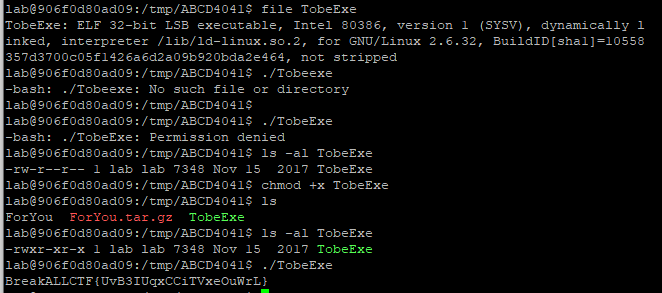 lab@906f0d80ad09:/tmp/ABCD4041$ file TobeExe
TobeExe: ELF 32-bit LSB executable, Intel 80386, version 1 (SYSV), dynamically l
inked, interpreter /lib/ld-linux.so.2, for GNU/Linux 2.6.32, BuildID[sha1]=10558
357d3700c05f1426a6d2a09b920bda2e464, not stripped
lab@906f0d80ad09:/tmp/ABCD4041$ ./Tobeexe
-bash: ./Tobeexe: No such file or directory
lab@906f0d80ad09:/tmp/ABCD4041$
lab@906f0d80ad09:/tmp/ABCD4041$ ./TobeExe
-bash: ./TobeExe: Permission denied
lab@906f0d80ad09:/tmp/ABCD4041$ ls -al TobeExe
-rw-r--r-- 1 lab lab 7348 Nov 15  2017 TobeExe
lab@906f0d80ad09:/tmp/ABCD4041$ chmod +x TobeExe
lab@906f0d80ad09:/tmp/ABCD4041$ ls
ForYou  ForYou.tar.gz  TobeExe
lab@906f0d80ad09:/tmp/ABCD4041$ ls -al TobeExe
-rwxr-xr-x 1 lab lab 7348 Nov 15  2017 TobeExe
lab@906f0d80ad09:/tmp/ABCD4041$ ./TobeExe
BreakALLCTF{UvB3IUqxCCiTVxeOuWrL}